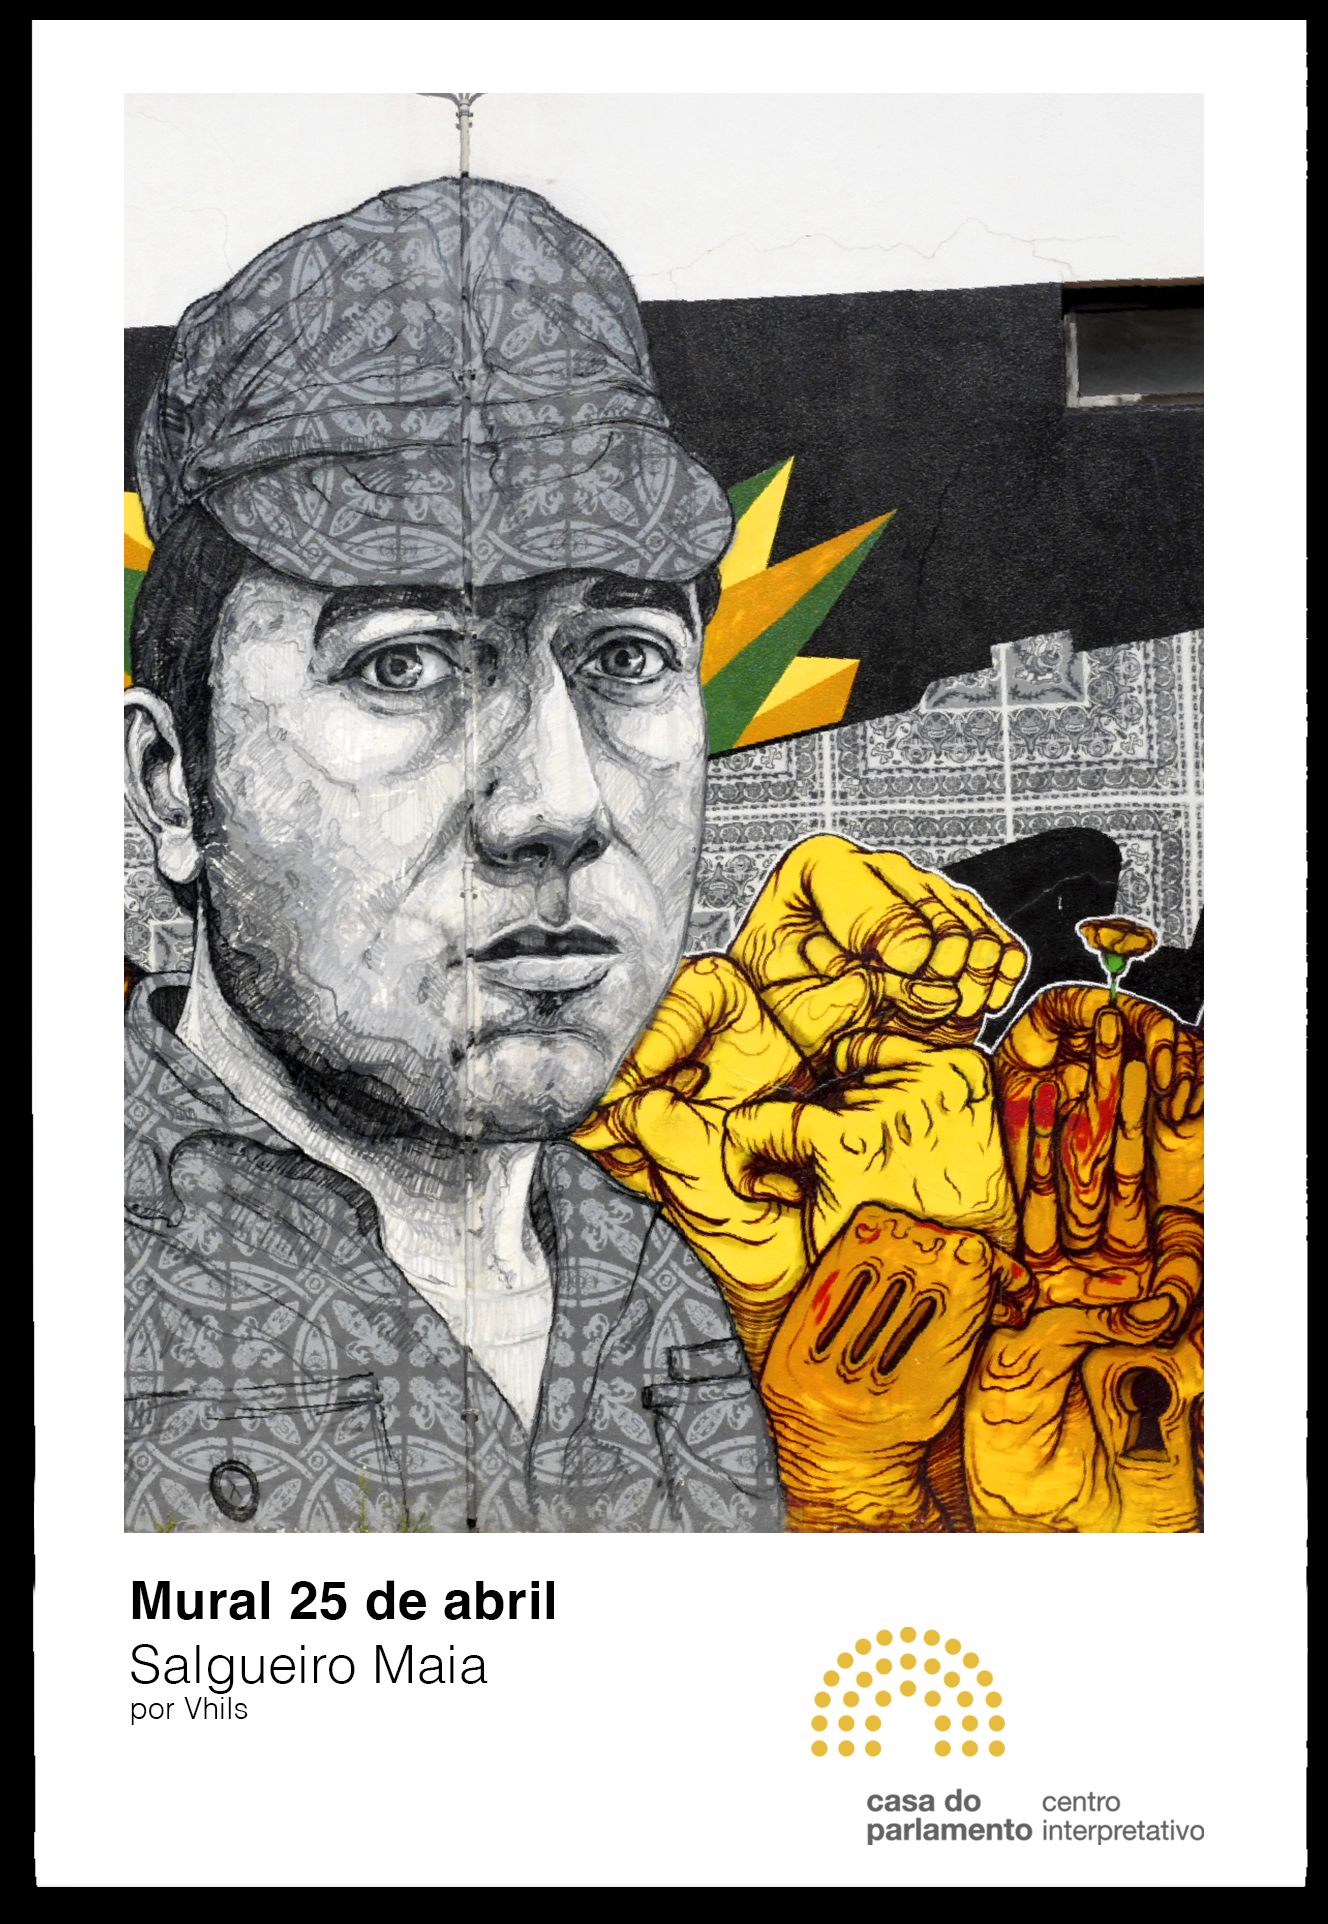 Mural 25 de abril
Salgueiro Maia
por Vhils
casa do
parlamento
centro
interpretativo